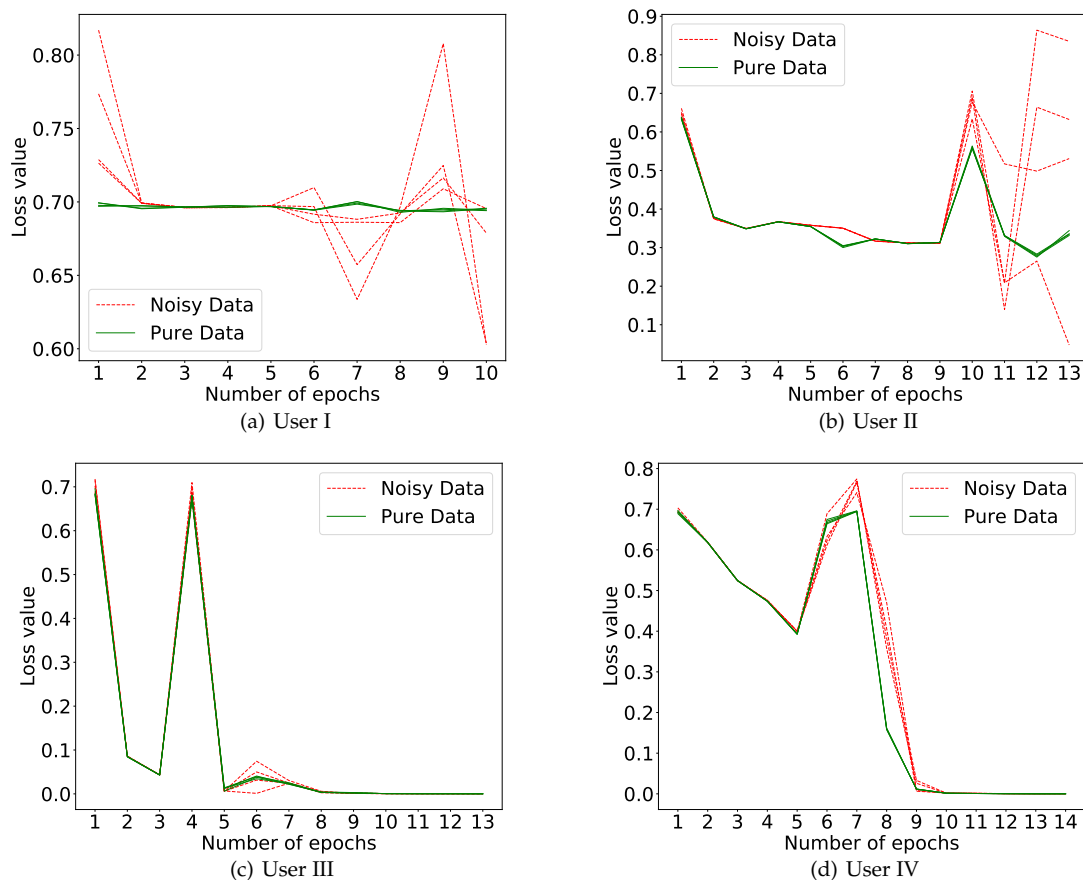 0.80
0.75
0.70
0.65
0.60
Loss value
Noisy Data
Pure Data
1 2 3 4 5 6 7 8 9 10
Number of epochs
(a) User I
0.9
0.8
0.7
0.6
0.5
0.4
0.3
0.2
0.1
Loss value
Noisy Data
Pure Data
1 2 3 4 5 6 7 8 9 10 11 12 13
Number of epochs
(b) User II
0.7
0.6
0.5
0.4
0.3
0.2
0.1
0.0
Loss value
Noisy Data
Pure Data
1 2 3 4 5 6 7 8 9 10 11 12 13
Number of epochs
(c) User III
0.8
0.7
0.6
0.5
0.4
0.3
0.2
0.1
0.0
Loss value
Noisy Data
Pure Data
1 2 3 4 5 6 7 8 9 10 11 12 13 14
Number of epochs
(d) User IV